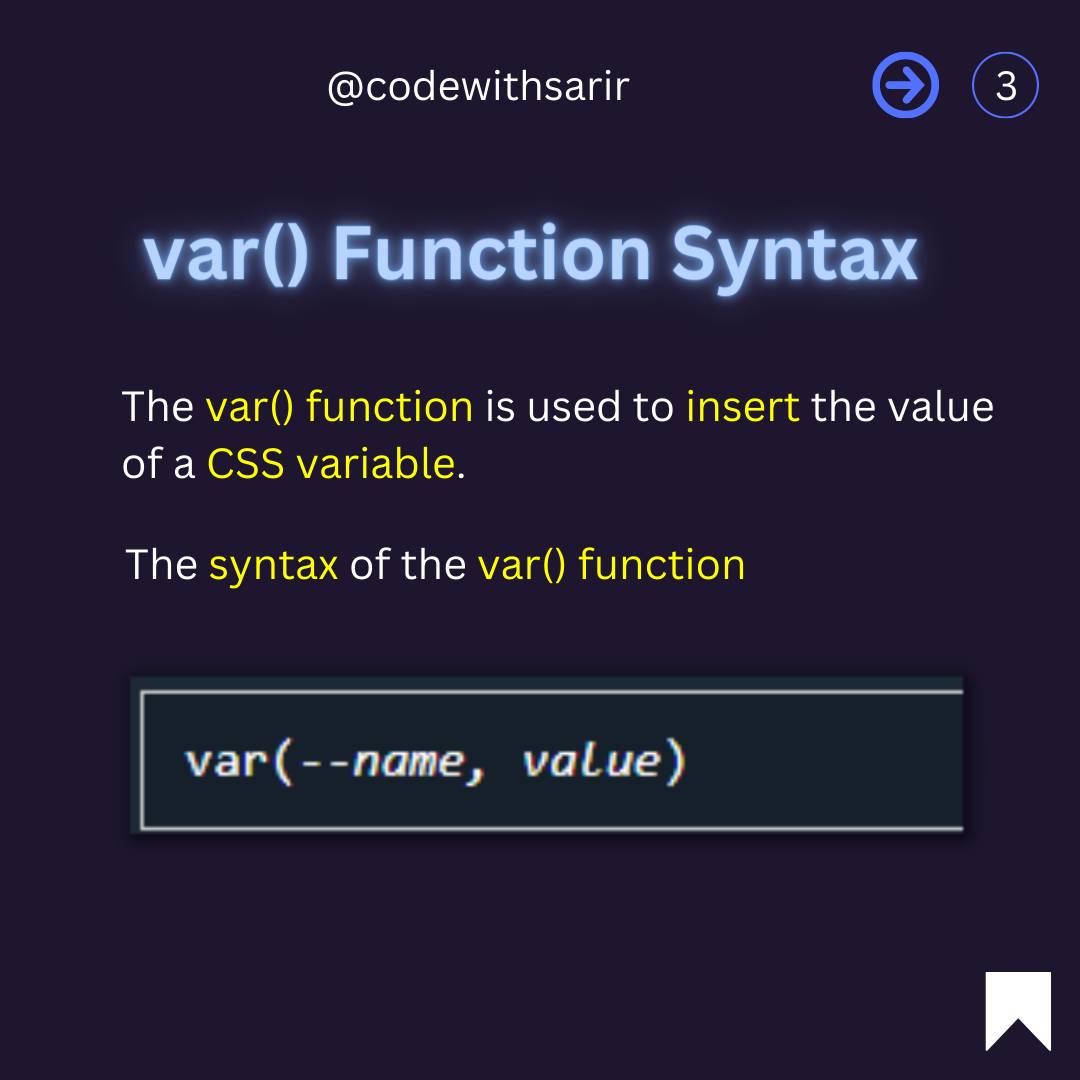 @codewithsarir
3
var() Function Syntax
The var() function is used to insert the value
of a CSS variable.
The syntax of the var() function
var(--name, value)